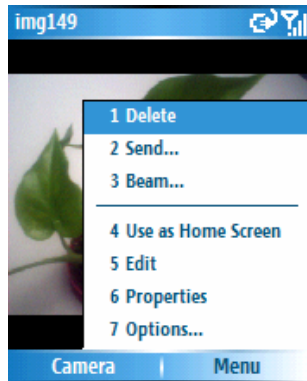 img149
1 Delete
2 Send...
3 Beam...
4 Use as Home Screen
5 Edit
6 Properties
7 Options...
Camera Menu